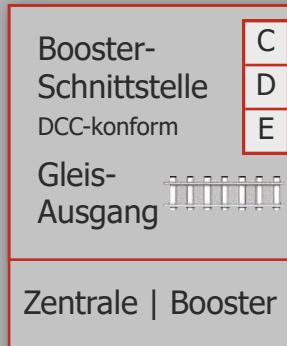 Booster-
Schnittstelle
DCC-konform
C
D
E
Gleis-
Ausgang
Zentrale | Booster